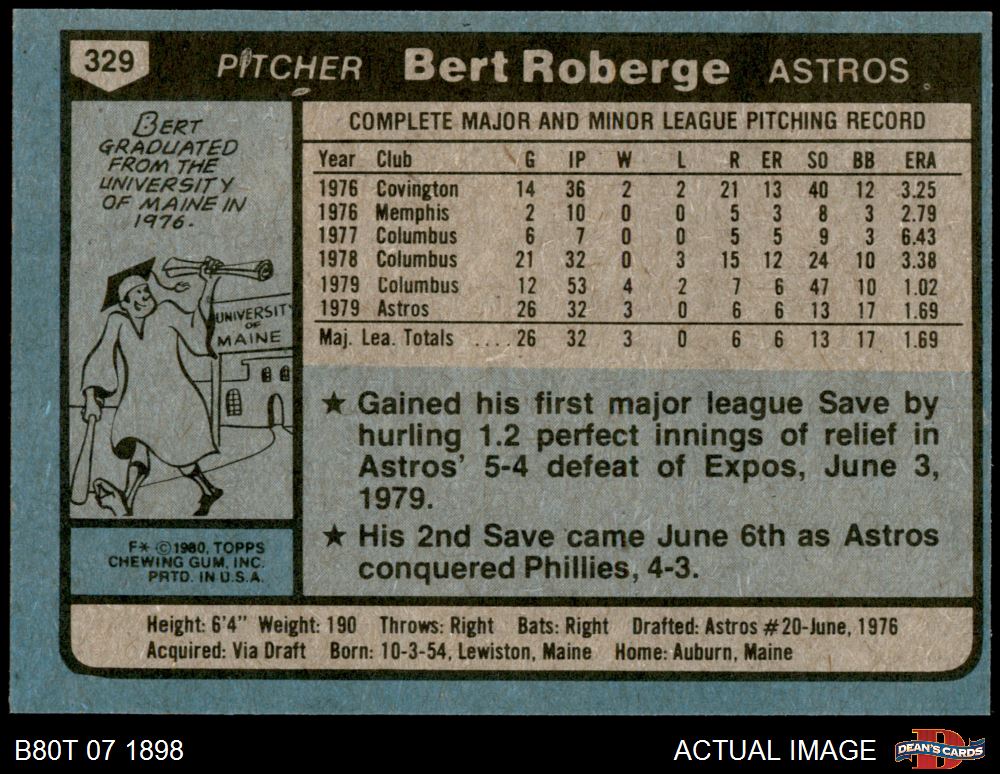 329 PITCHER Bert Roberge ASTROS
BERT
GRADUATED
FROM THE
UNIVERSITY
OF MAINE IN
1976.
UNIVERSITY
OF
MAINE
F* © 1980, TOPPS
CHEWING GUM, INC.
PRTD. IN U.S.A.
COMPLETE MAJOR AND MINOR LEAGUE PITCHING RECORD
Year Club G IP W L R ER SO BB ERA
1976 Covington 14 36 2 2 21 13 40 12 3.25
1976 Memphis 2 10 0 0 5 3 8 3 2.79
1977 Columbus 6 7 0 0 5 5 9 3 6.43
1978 Columbus 21 32 0 3 15 12 24 10 3.38
1979 Columbus 12 53 4 2 7 6 47 10 1.02
1979 Astros 26 32 3 0 6 6 13 17 1.69
Maj. Lea. Totals ....26 32 3 0 6 6 13 17 1.69
★ Gained his first major league Save by
hurling 1.2 perfect innings of relief in
Astros' 5-4 defeat of Expos, June 3,
1979.
★ His 2nd Save came June 6th as Astros
conquered Phillies, 4-3.
Height: 6'4" Weight: 190 Throws: Right Bats: Right Drafted: Astros #20-June, 1976
Acquired: Via Draft Born: 10-3-54, Lewiston, Maine Home: Auburn, Maine
B80T 07 1898 ACTUAL IMAGE D DEAN'S CARDS